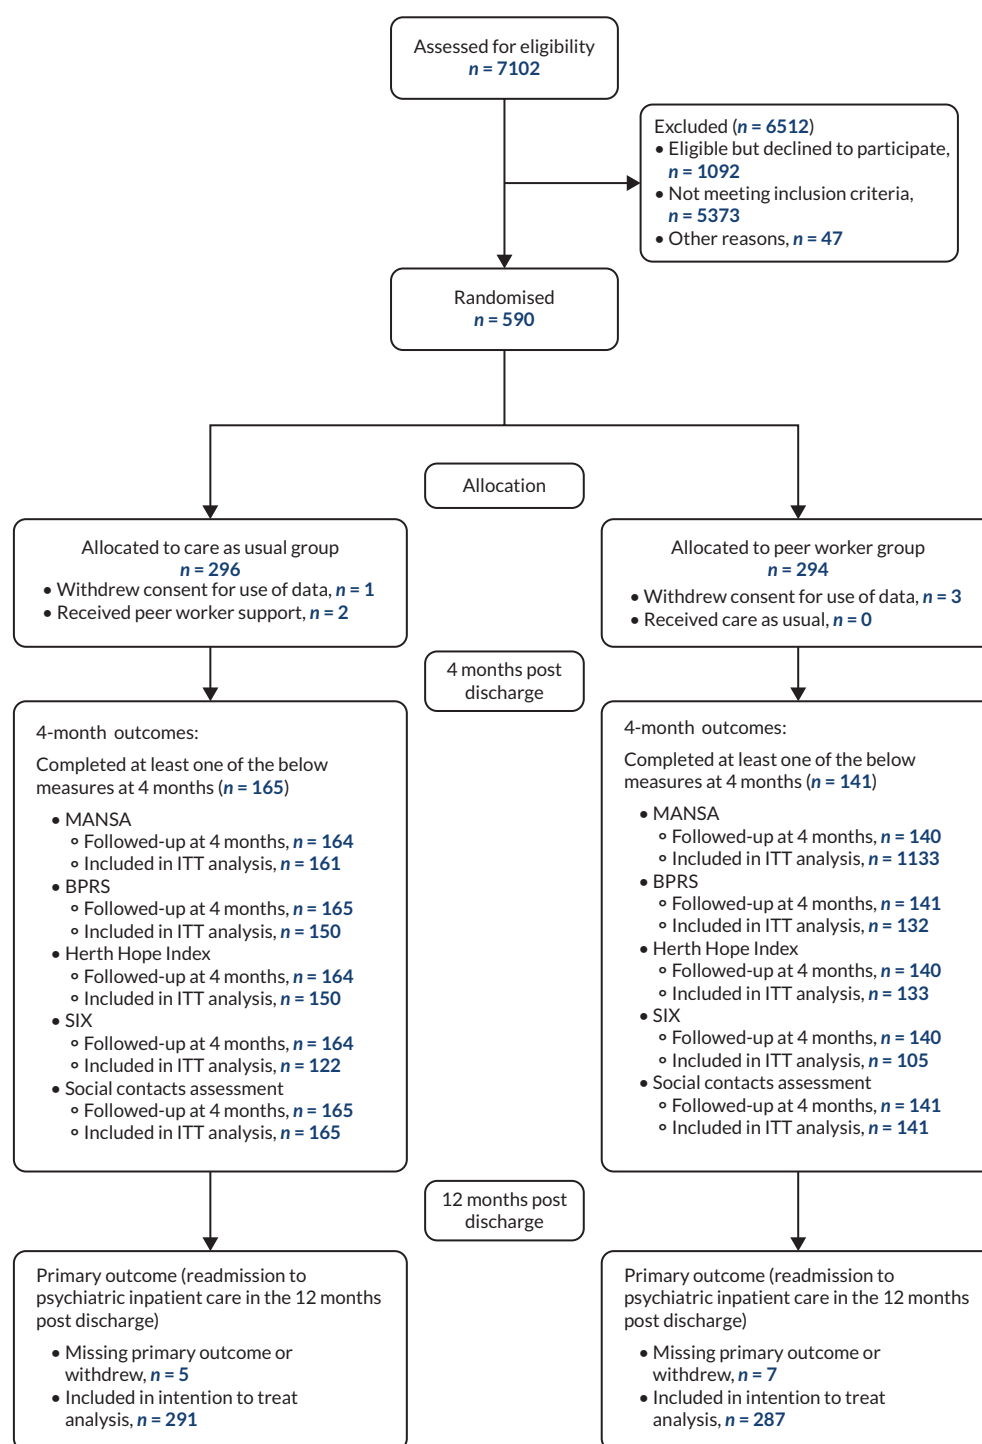 Assessed for eligibility
n = 7102
Excluded (n = 6512)
• Eligible but declined to participate,
n = 1092
• Not meeting inclusion criteria,
n = 5373
• Other reasons, n = 47
Randomised
n = 590
Allocation
Allocated to care as usual group
n = 296
• Withdrew consent for use of data, n = 1
• Received peer worker support, n = 2
Allocated to peer worker group
n = 294
• Withdrew consent for use of data, n = 3
• Received care as usual, n = 0
4 months post
discharge
4-month outcomes:
Completed at least one of the below
measures at 4 months (n = 165)
• MANSA
° Followed-up at 4 months, n = 164
° Included in ITT analysis, n = 161
• BPRS
° Followed-up at 4 months, n = 165
° Included in ITT analysis, n = 150
• Herth Hope Index
° Followed-up at 4 months, n = 164
° Included in ITT analysis, n = 150
• SIX
° Followed-up at 4 months, n = 164
° Included in ITT analysis, n = 122
• Social contacts assessment
° Followed-up at 4 months, n = 165
° Included in ITT analysis, n = 165
4-month outcomes:
Completed at least one of the below
measures at 4 months (n = 141)
• MANSA
° Followed-up at 4 months, n = 140
° Included in ITT analysis, n = 1133
• BPRS
° Followed-up at 4 months, n = 141
° Included in ITT analysis, n = 132
• Herth Hope Index
° Followed-up at 4 months, n = 140
° Included in ITT analysis, n = 133
• SIX
° Followed-up at 4 months, n = 140
° Included in ITT analysis, n = 105
• Social contacts assessment
° Followed-up at 4 months, n = 141
° Included in ITT analysis, n = 141
12 months post
discharge
Primary outcome (readmission to
psychiatric inpatient care in the 12 months
post discharge)
• Missing primary outcome or
withdrew, n = 5
• Included in intention to treat
analysis, n = 291
Primary outcome (readmission to
psychiatric inpatient care in the 12 months
post discharge)
• Missing primary outcome or
withdrew, n = 7
• Included in intention to treat
analysis, n = 287